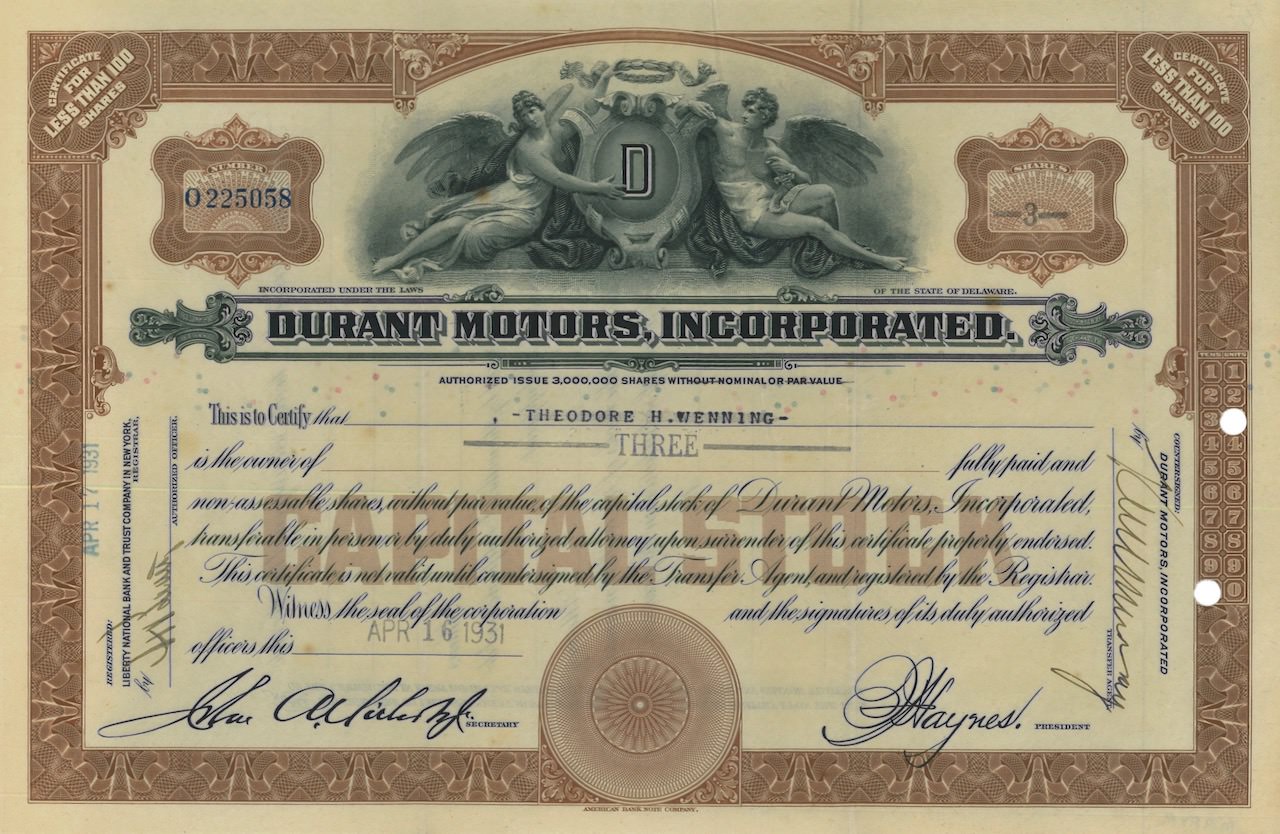 CERTIFICATE
FOR
LESS THAN 100
SHARES
CERTIFICATE
FOR
LESS THAN 100
SHARES
D
NUMBER
O225058
SHARES
3
INCORPORATED UNDER THE LAWS
OF THE STATE OF DELAWARE.
DURANT MOTORS, INCORPORATED.
AUTHORIZED ISSUE 3,000,000 SHARES WITHOUT NOMINAL OR PAR VALUE
This is to Certify that -THEODORE H.WENNING-
THREE
is the owner of fully paid and
non-assessable shares, without par value, of the capital stock of Durant Motors, Incorporated,
transferable in person or by duly authorized attorney upon surrender of this certificate properly endorsed.
This certificate is not valid until countersigned by the Transfer Agent, and registered by the Registrar.
Witness, the seal of the corporation and the signatures of its duly authorized
officers this APR 16 1931
CAPITAL STOCK
SECRETARY
Haynes. PRESIDENT
APR 17 1931
REGISTERED:
LIBERTY NATIONAL BANK AND TRUST COMPANY IN NEW YORK,
REGISTRAR,
by
AUTHORIZED OFFICER.
COUNTERSIGNED:
DURANT MOTORS, INCORPORATED
by
TRANSFER AGENT
TENS UNITS
1 1
2 2
3
4
5 5
6 6
7 7
8 8
9 9
0
AMERICAN BANK NOTE COMPANY.